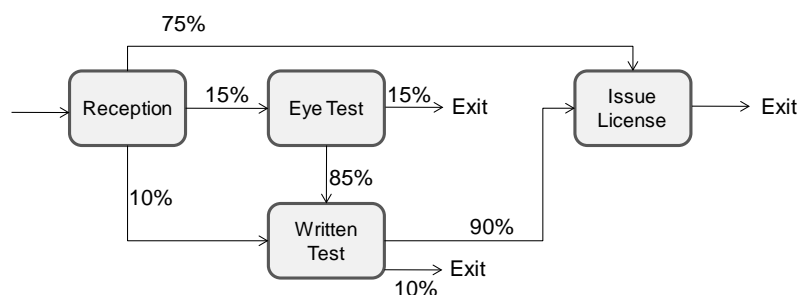 75%
Reception
15%
Eye Test
15%
Exit
Issue
License
Exit
10%
85%
Written
Test
90%
Exit
10%